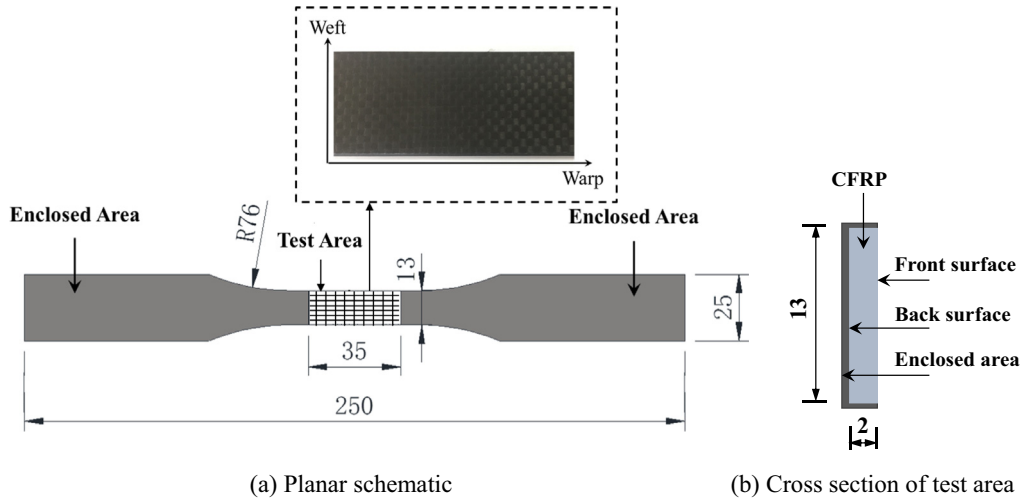 Weft
Warp
Enclosed Area
R76
Test Area
13
Enclosed Area
25
35
250
CFRP
Front surface
13
Back surface
Enclosed area
2
(a) Planar schematic
(b) Cross section of test area